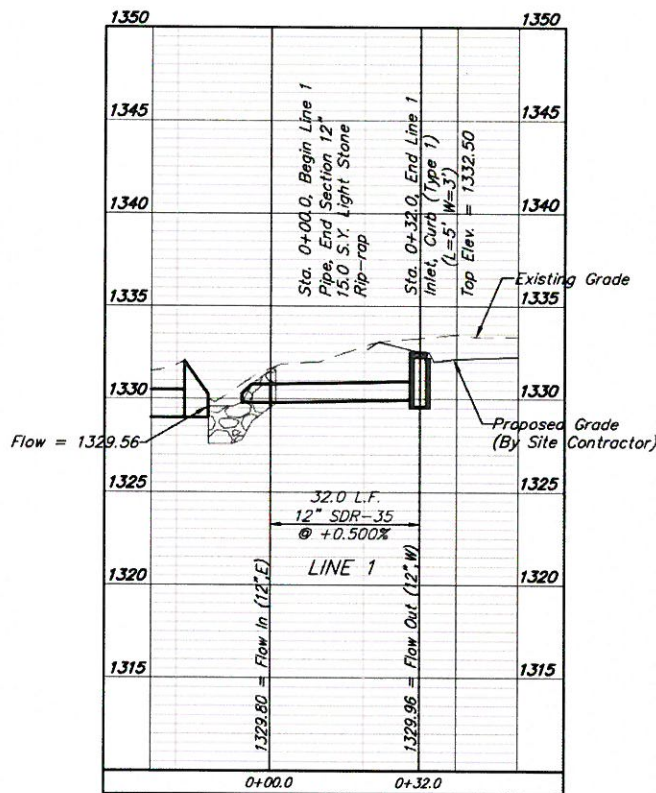 1350
1350
1345
1345
1340
1340
1335
1335
1330
1330
1325
1325
1320
1320
1315
1315
Sta. 0+00.0, Begin Line 1
Pipe, End Section 12"
15.0 S.Y. Light Stone
Rip-rap
Sta. 0+32.0, End Line 1
Inlet, Curb (Type 1)
(L=5' W=3')
Top Elev. = 1332.50
Existing Grade
Proposed Grade
(By Site Contractor)
Flow = 1329.56
32.0 L.F.
12" SDR-35
@ +0.500%
LINE 1
1329.80 = Flow In (12",E)
1329.96 = Flow Out (12",W)
0+00.0
0+32.0